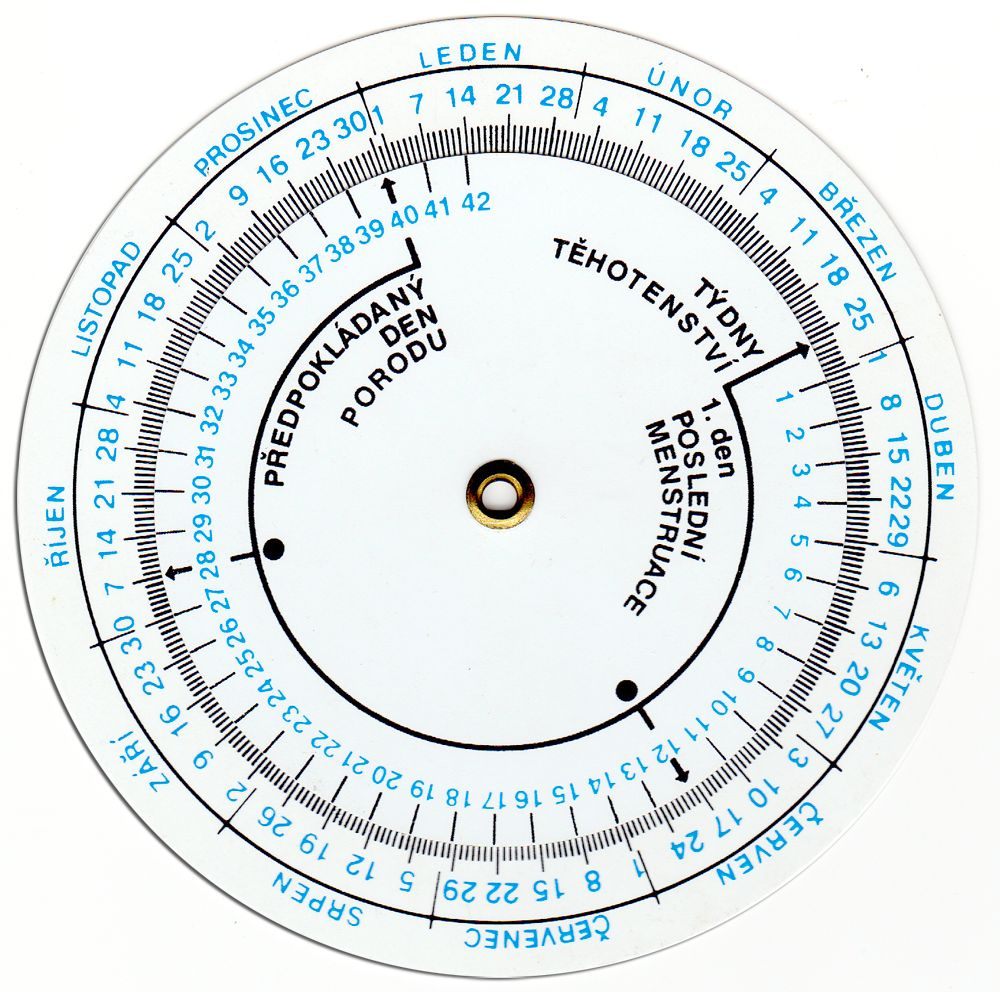 LEDEN
1 7 14 21 28
ÚNOR
4 11 18 25
BŘEZEN
4 11 18 25
DUBEN
1 8 15 22 29
KVĚTEN
6 13 20 27
ČERVEN
3 10 17 24
ČERVENEC
1 8 15 22 29
SRPEN
5 12 19 26
ZÁŘÍ
2 9 16 23 30
ŘÍJEN
7 14 21 28
LISTOPAD
4 11 18 25
PROSINEC
2 9 16 23 30
TÝDNY
TĚHOTENSTVÍ
1 2 3 4 5 6 7 8 9 10 11 12 13 14 15 16 17 18 19 20 21 22 23 24 25 26 27 28 29 30 31 32 33 34 35 36 37 38 39 40 41 42
1. den
POSLEDNÍ
MENSTRUACE
PŘEDPOKLÁDANÝ
DEN
PORODU